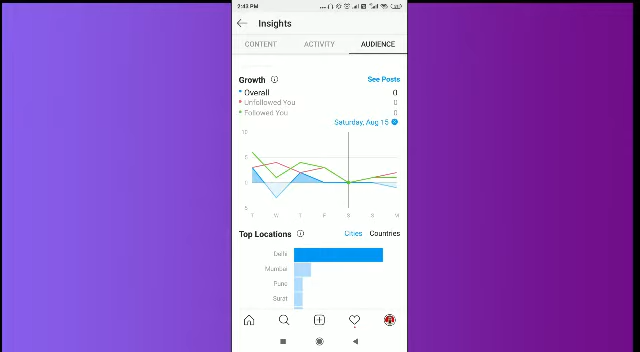 2:43 PM
Insights
CONTENT ACTIVITY AUDIENCE
Growth See Posts
Overall 0
Unfollowed You 0
Followed You 0
Saturday, Aug 15
10
5
0
5
T W T F S S M
Top Locations Cities Countries
Delhi
Mumbai
Pune
Surat